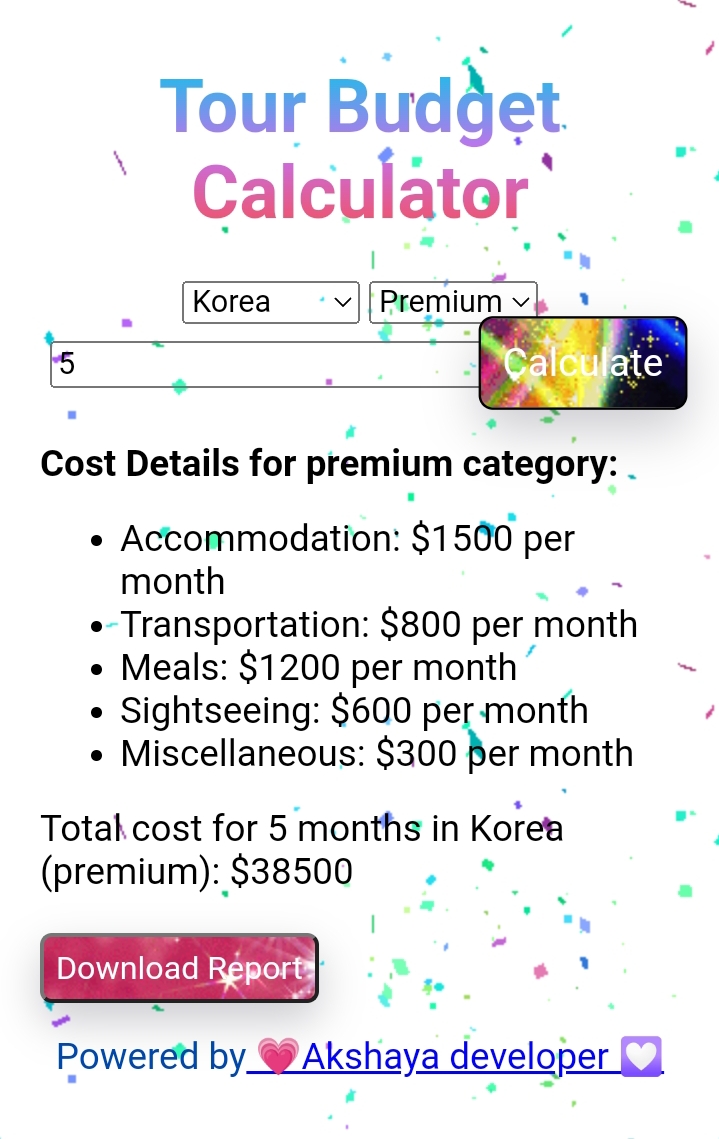 Tour Budget
Calculator
Korea
Premium
5
Calculate
Cost Details for premium category:
• Accommodation: $1500 per
month
• Transportation: $800 per month
• Meals: $1200 per month
• Sightseeing: $600 per month
• Miscellaneous: $300 per month
Total cost for 5 months in Korea
(premium): $38500
Download Report
Powered by 💗Akshaya developer 💟